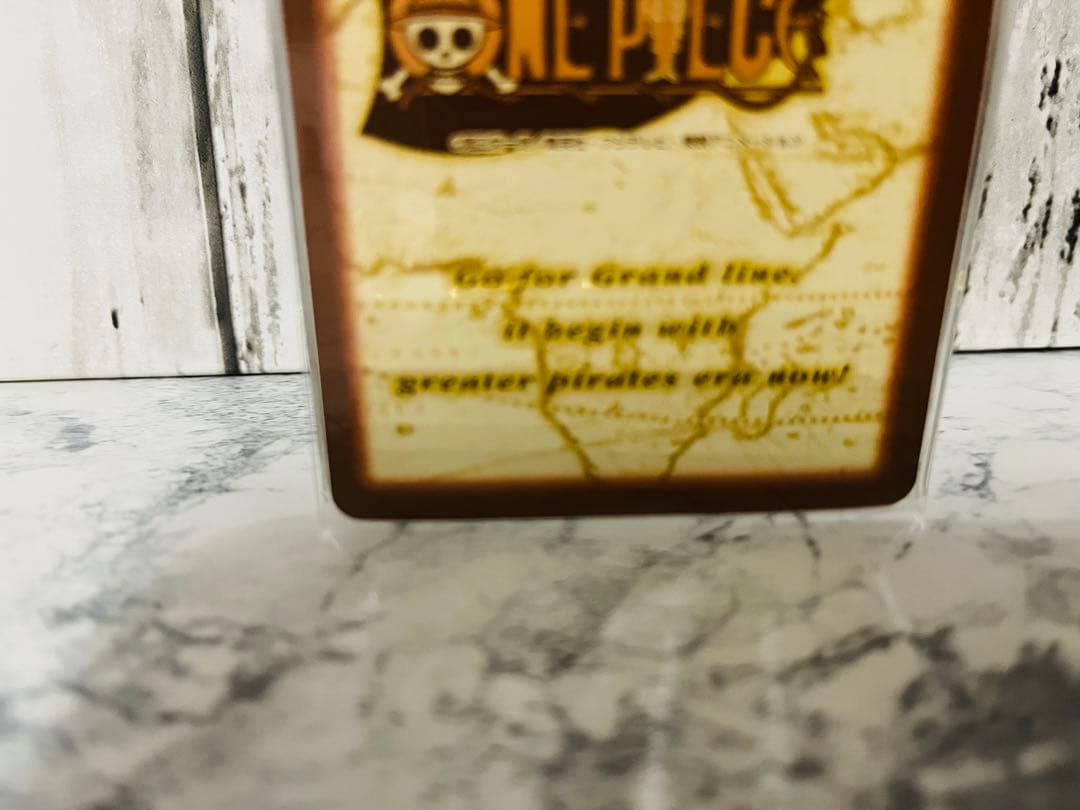 ONE PIECE
Go for Grand line.
it begin with
greater pirates era now!